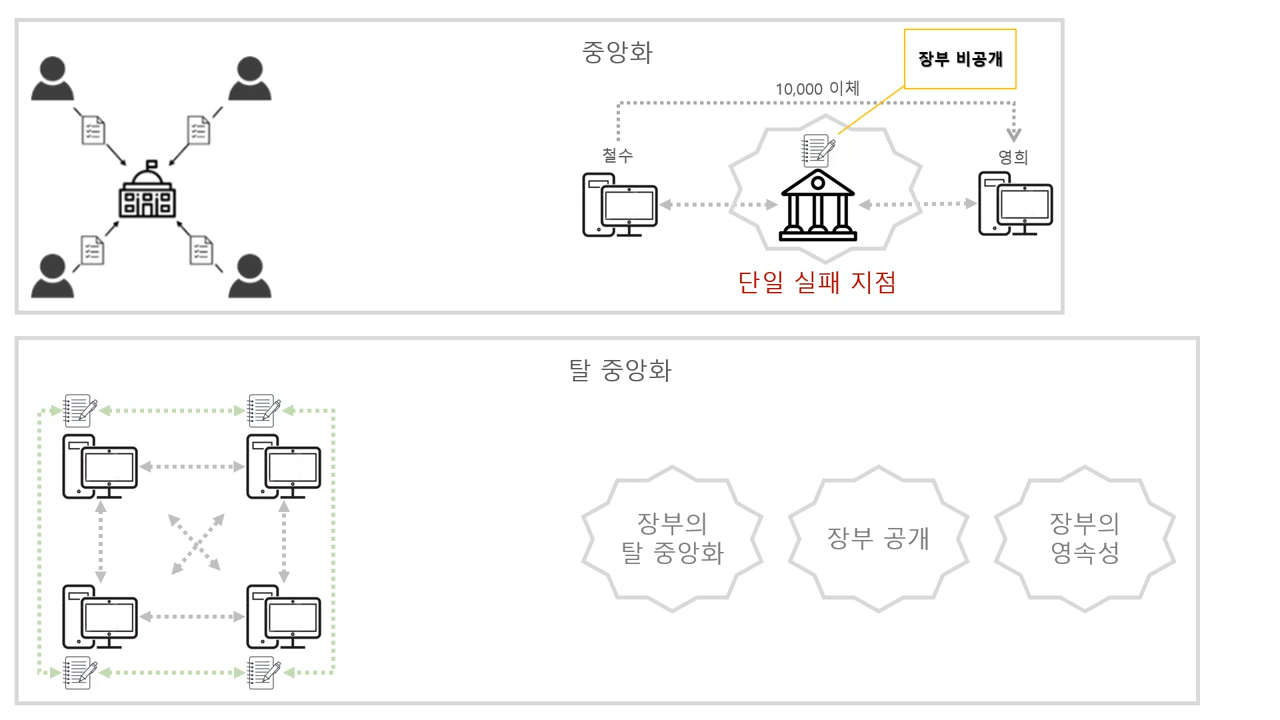 중앙화
장부 비공개
10,000 이체
철수
영희
단일 실패 지점
탈 중앙화
장부의
탈 중앙화
장부 공개
장부의
영속성